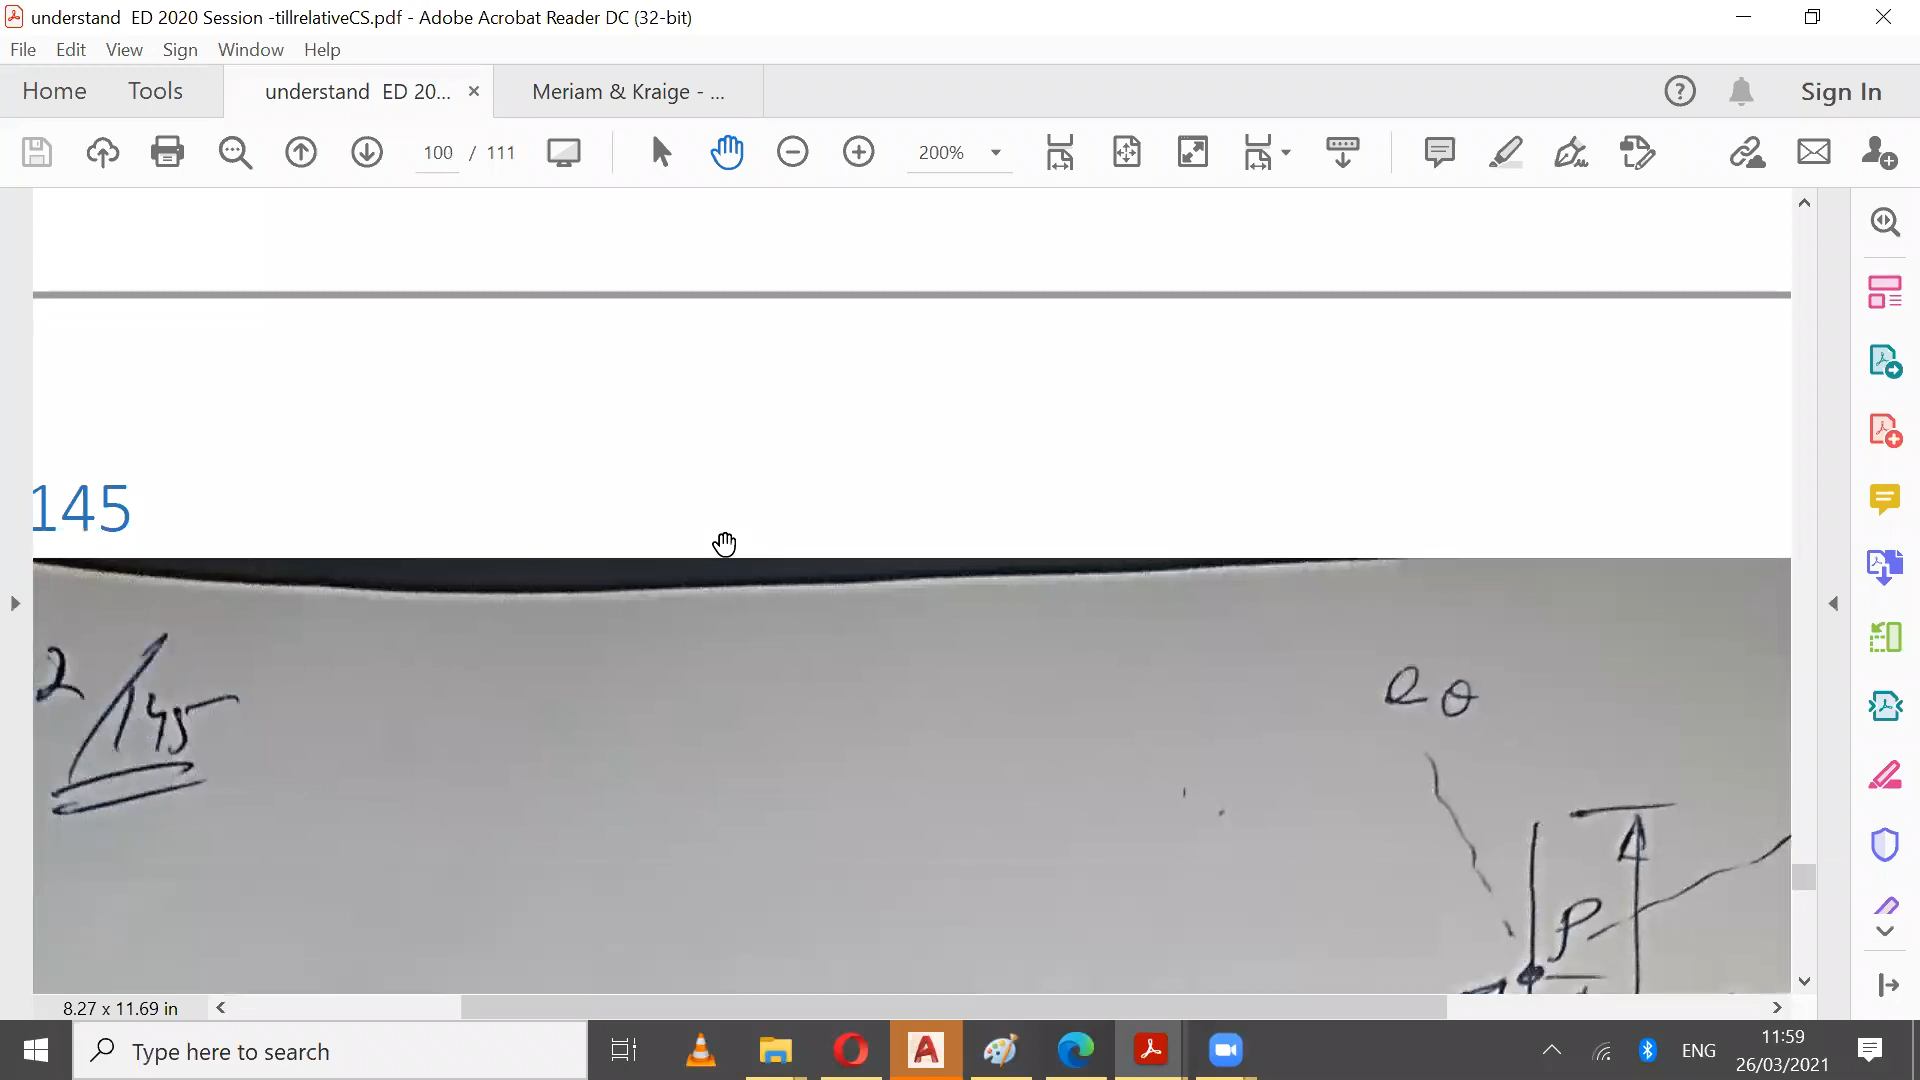 understand ED 2020 Session -tillrelativeCS.pdf - Adobe Acrobat Reader DC (32-bit)
File Edit View Sign Window Help
Home Tools understand ED 20... × Meriam & Kraige - ... Sign In
100 / 111 200%
145
2/145
e θ
P
8.27 x 11.69 in
Type here to search
ENG 11:59
26/03/2021